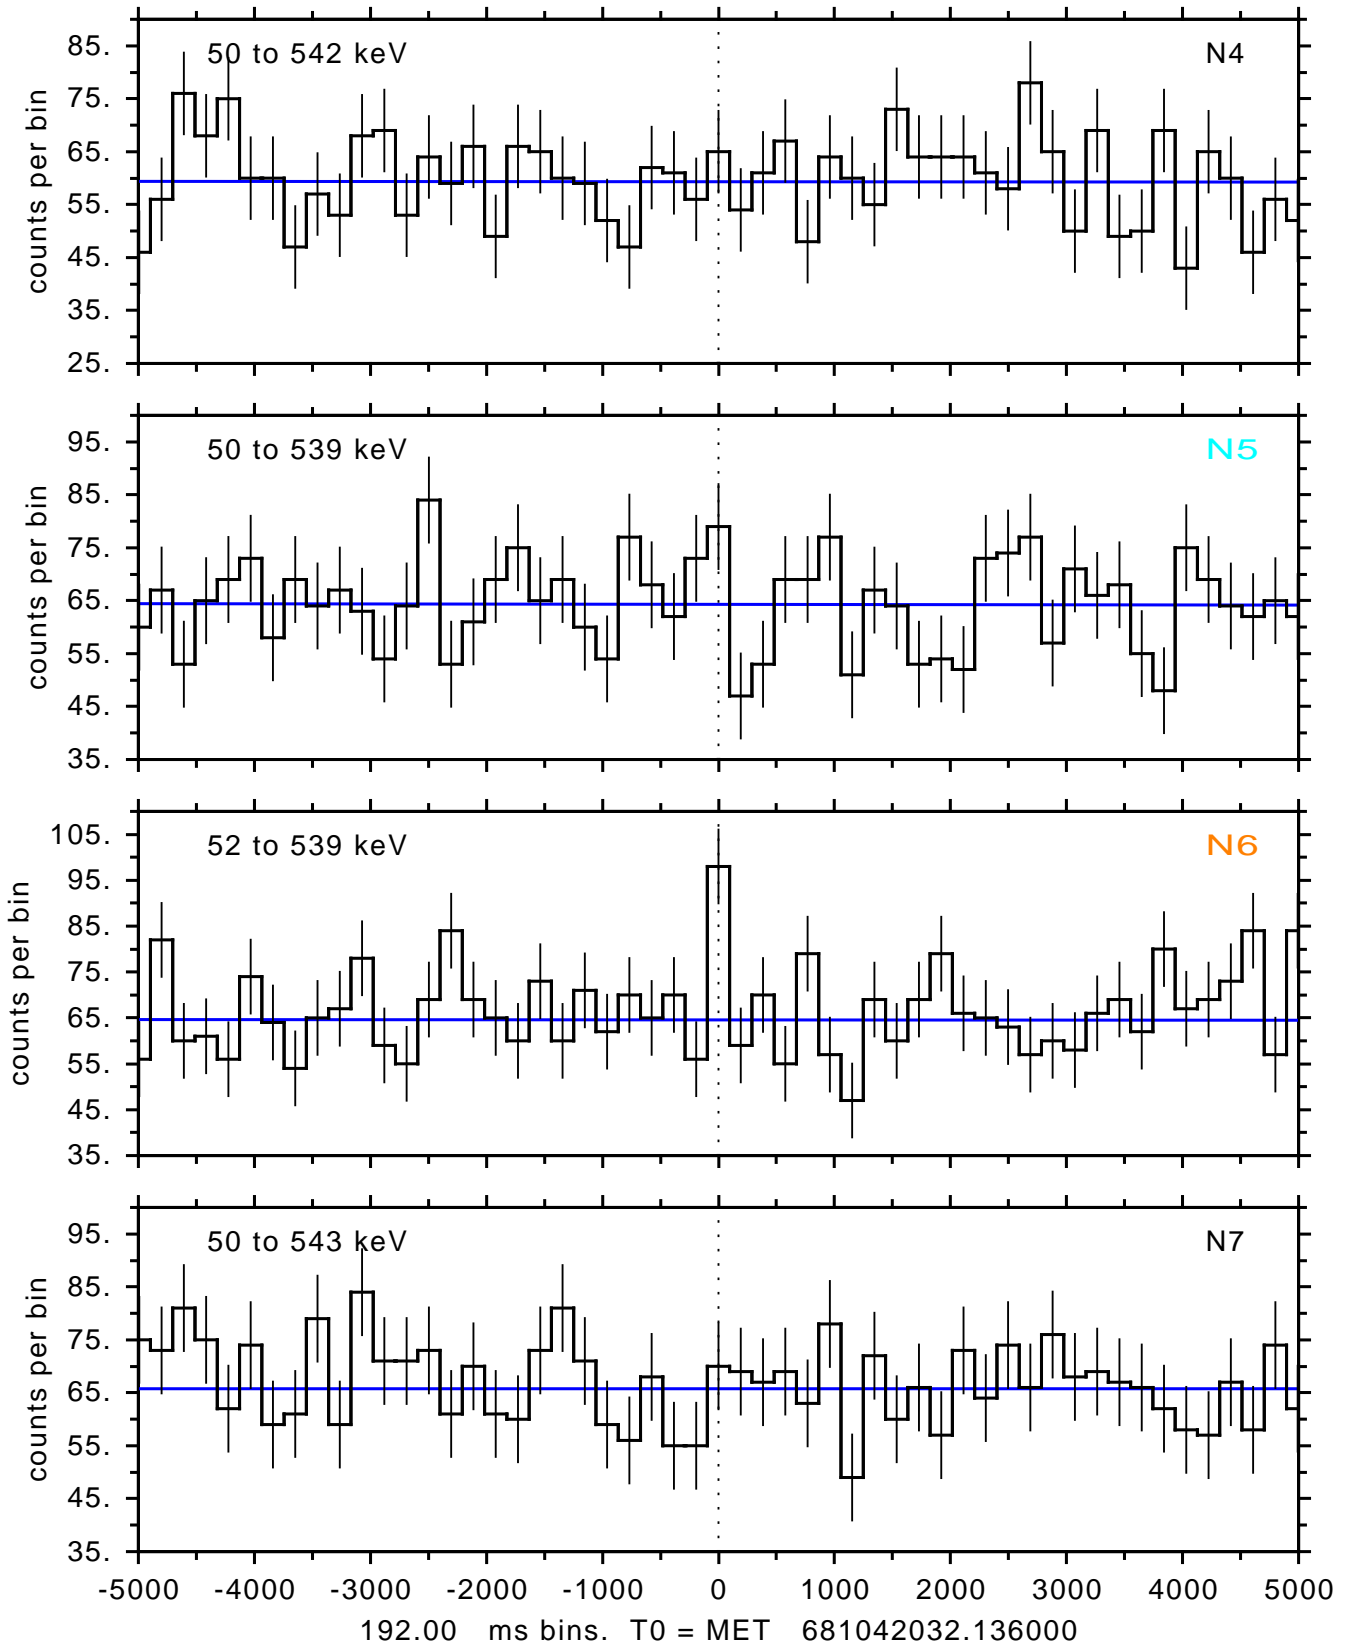 50 to 542 keV N4
counts per bin
85.
75.
65.
55.
45.
35.
25.
50 to 539 keV N5
counts per bin
95.
85.
75.
65.
55.
45.
35.
52 to 539 keV N6
counts per bin
105.
95.
85.
75.
65.
55.
45.
35.
50 to 543 keV N7
counts per bin
95.
85.
75.
65.
55.
45.
35.
-5000 -4000 -3000 -2000 -1000 0 1000 2000 3000 4000 5000
192.00 ms bins. T0 = MET 681042032.136000